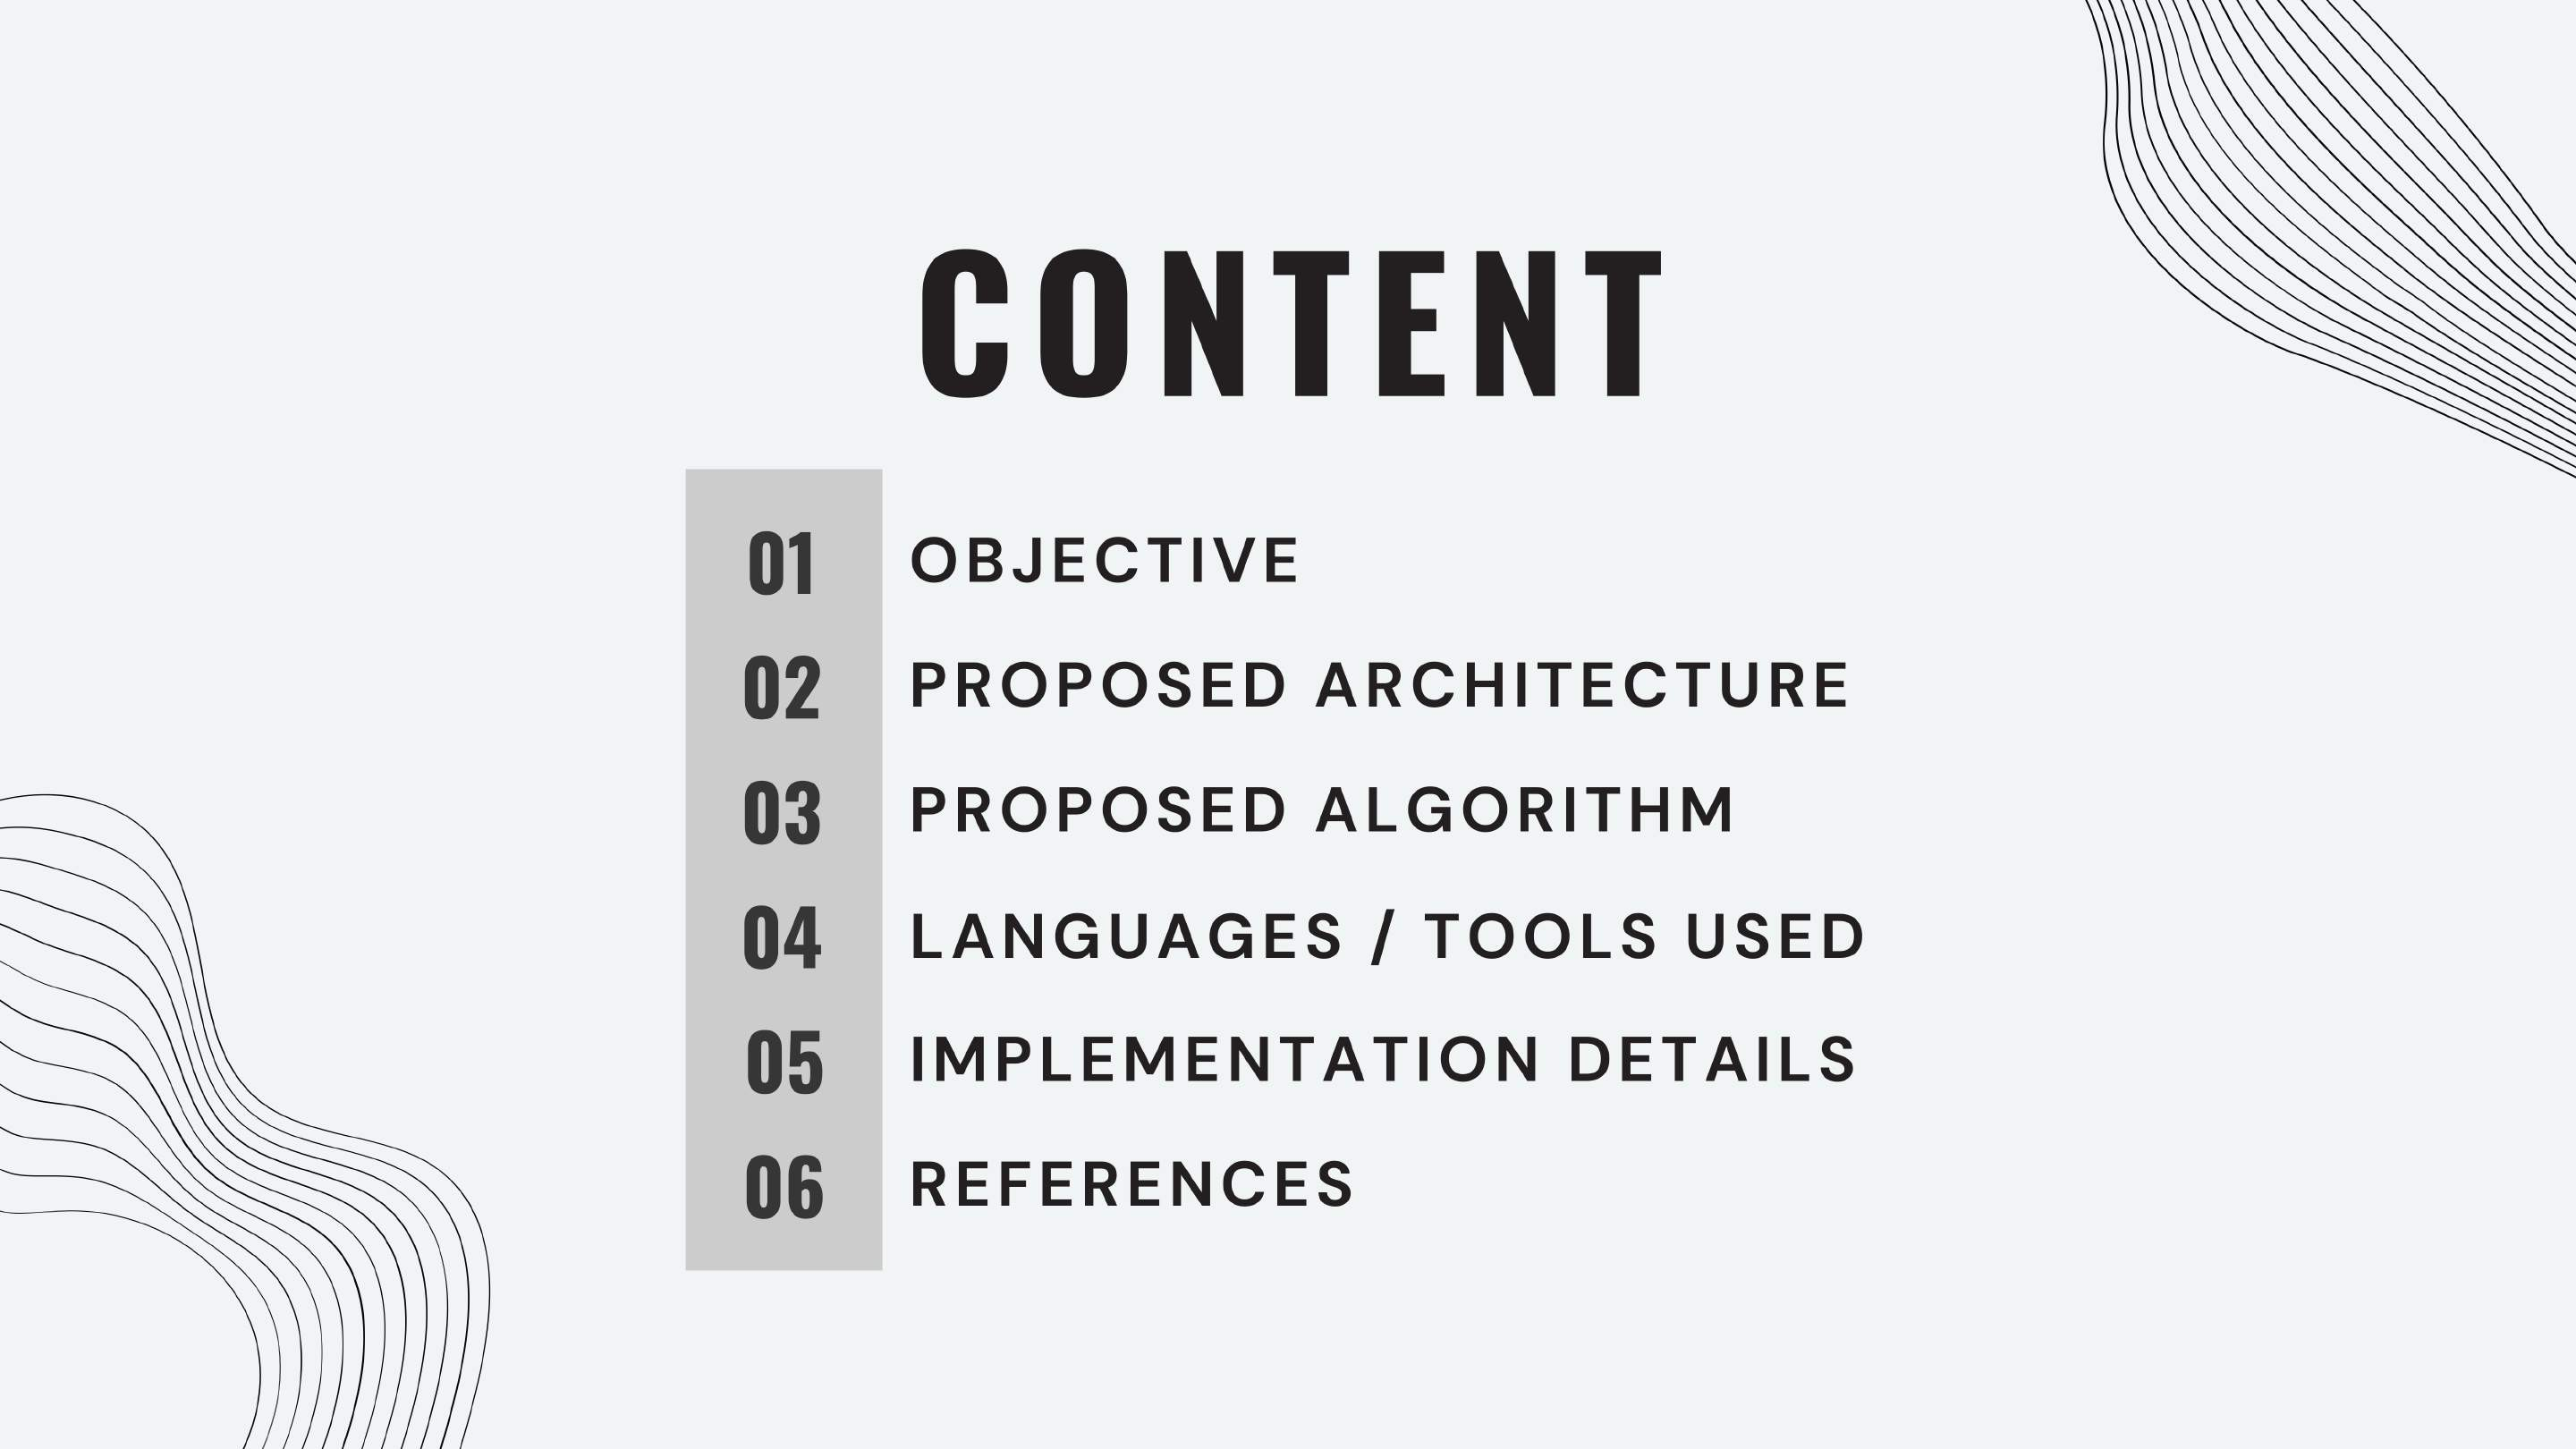 CONTENT
01 OBJECTIVE
02 PROPOSED ARCHITECTURE
03 PROPOSED ALGORITHM
04 LANGUAGES / TOOLS USED
05 IMPLEMENTATION DETAILS
06 REFERENCES